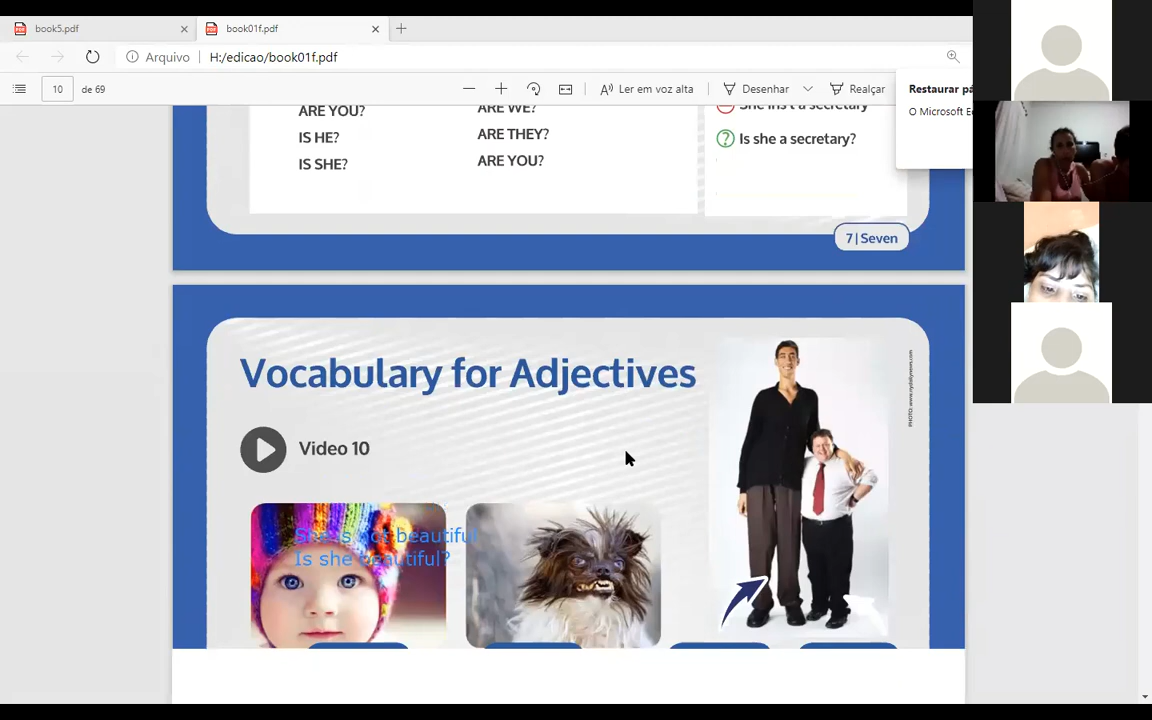 book5.pdf
book01f.pdf
Arquivo
H:/edicao/book01f.pdf
10
de 69
Ler em voz alta
Desenhar
Realçar
Restaurar pá
O Microsoft E
ARE YOU?
ARE WE?
IS HE?
ARE THEY?
IS SHE?
ARE YOU?
She ins't a secretary
Is she a secretary?
7|Seven
Vocabulary for Adjectives
Video 10
She is not beautiful
Is she beautiful?